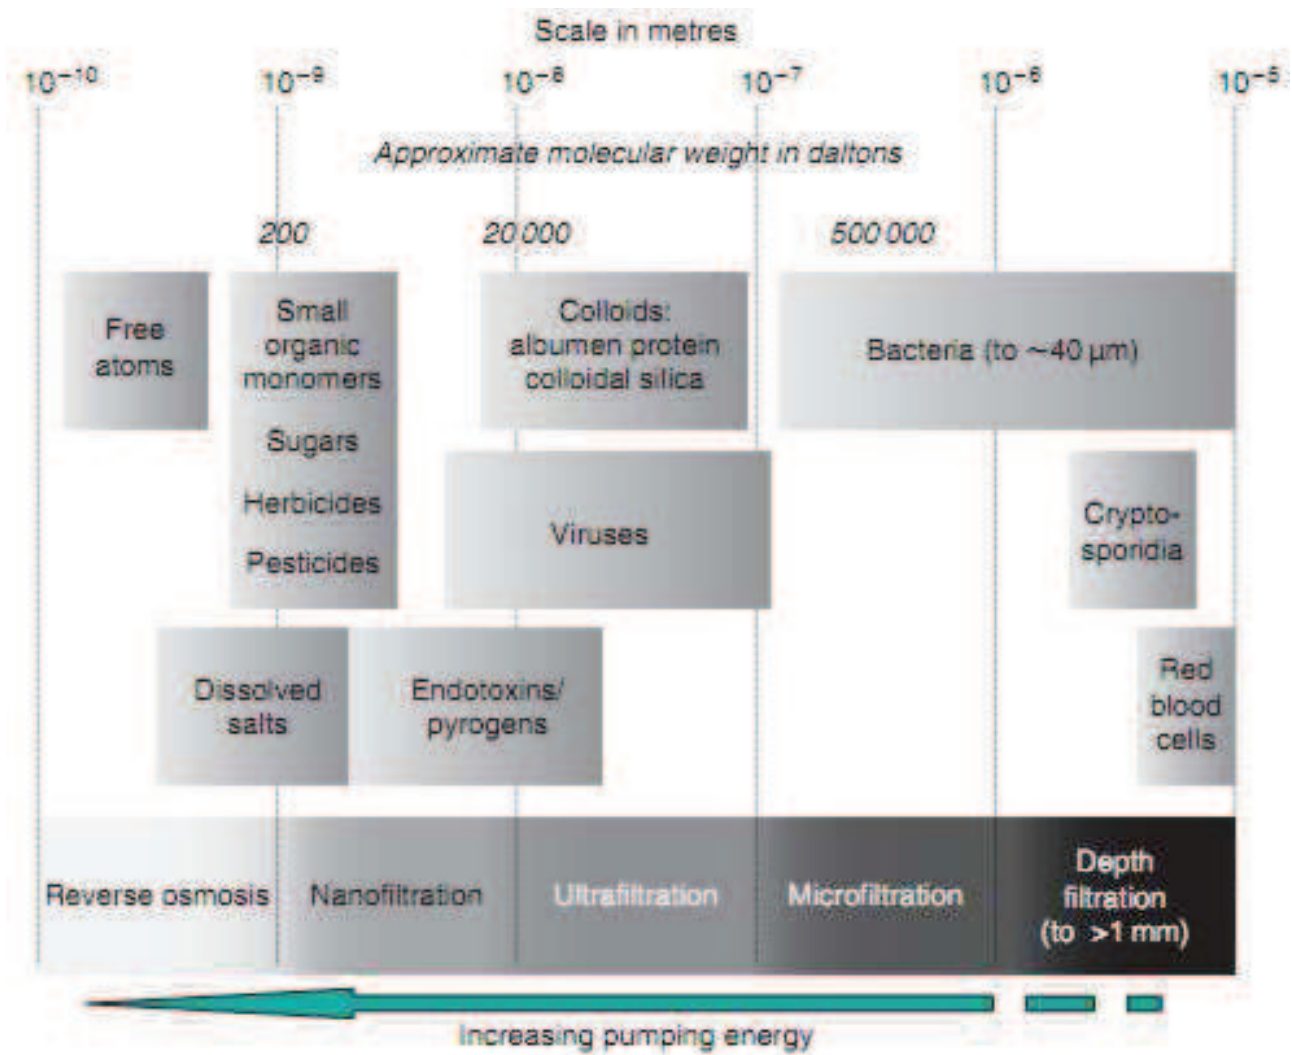 Scale in metres
10⁻¹⁰ 10⁻⁹ 10⁻⁸ 10⁻⁷ 10⁻⁶ 10⁻⁵
Approximate molecular weight in daltons
200 20 000 500 000
Free
atoms
Small
organic
monomers
Sugars
Herbicides
Pesticides
Colloids:
albumen protein
colloidal silica
Bacteria (to ~40 µm)
Viruses
Crypto-
sporidia
Dissolved
salts
Endotoxins/
pyrogens
Red
blood
cells
Reverse osmosis
Nanofiltration
Ultrafiltration
Microfiltration
Depth
filtration
(to >1 mm)
Increasing pumping energy